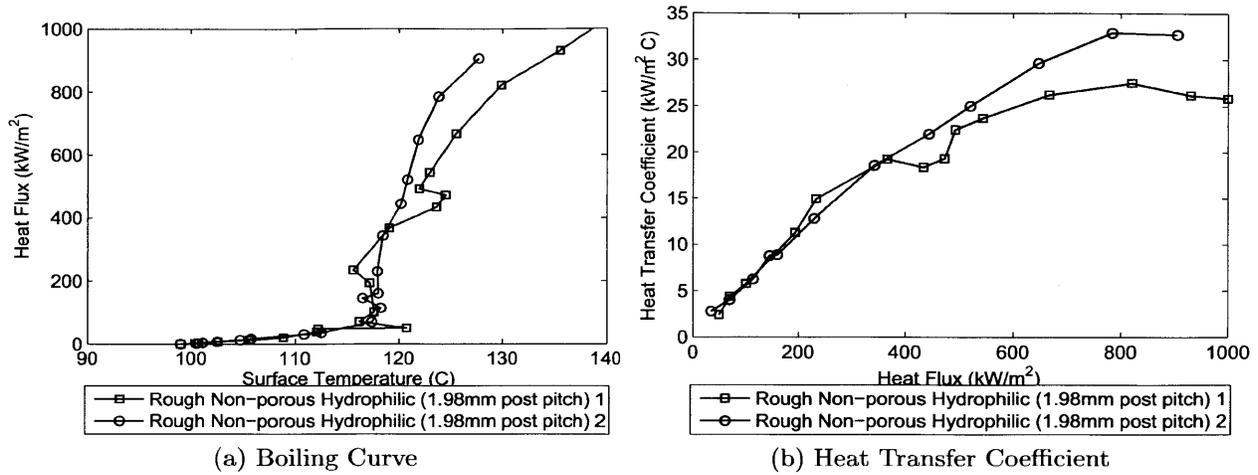 1000
800
600
400
200
0
Heat Flux (kW/m²)
90 100 110 120 130 140
Surface Temperature (C)
Rough Non−porous Hydrophilic (1.98mm post pitch) 1
Rough Non−porous Hydrophilic (1.98mm post pitch) 2
(a) Boiling Curve
35
30
25
20
15
10
5
0
Heat Transfer Coefficient (kW/m² C)
0 200 400 600 800 1000
Heat Flux (kW/m²)
Rough Non−porous Hydrophilic (1.98mm post pitch) 1
Rough Non−porous Hydrophilic (1.98mm post pitch) 2
(b) Heat Transfer Coefficient